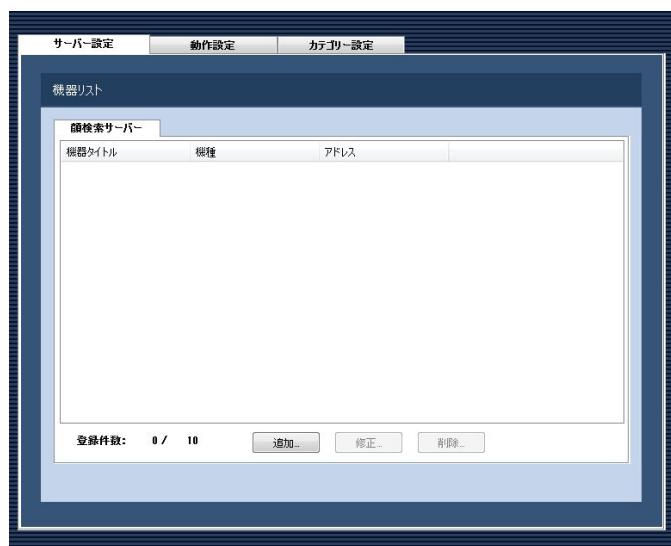 サーバー設定 動作設定 カテゴリー設定
機器リスト
顔検索サーバー
機器タイトル 機種 アドレス
登録件数: 0 / 10 追加... 修正... 削除...